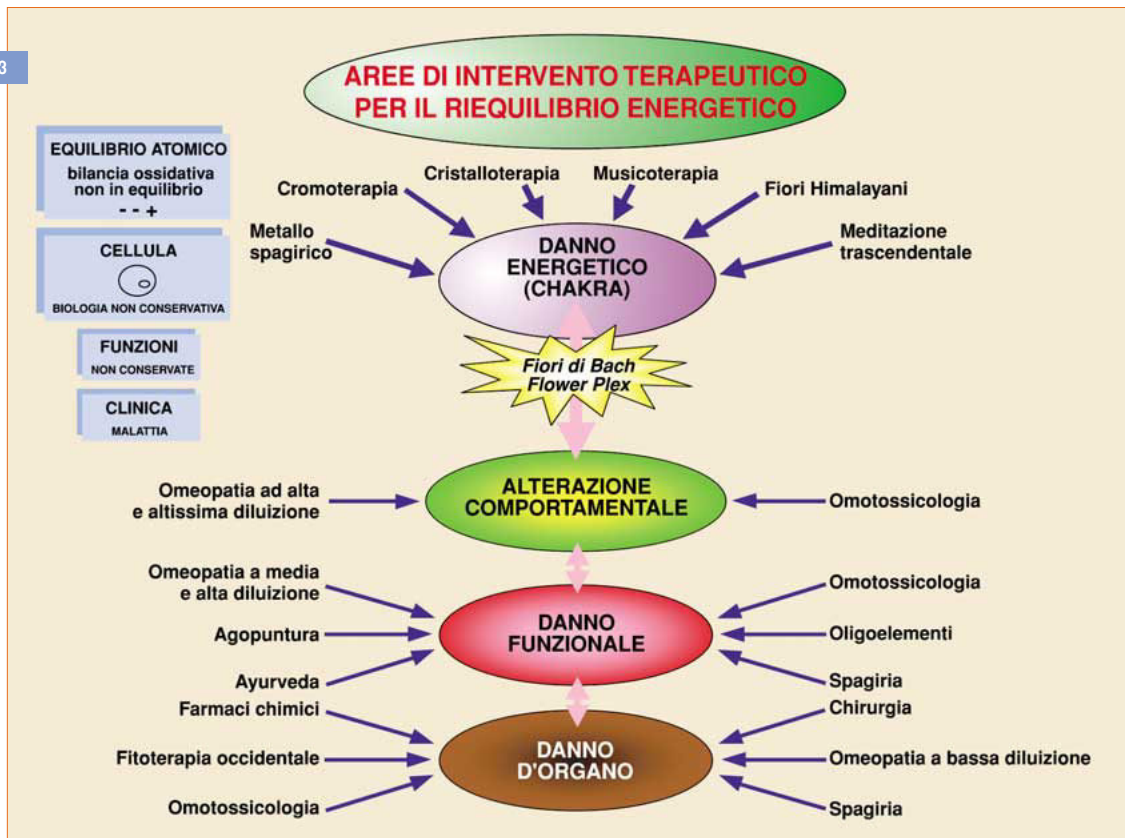 3
AREE DI INTERVENTO TERAPEUTICO
PER IL RIEQUILIBRIO ENERGETICO
EQUILIBRIO ATOMICO
bilancia ossidativa
non in equilibrio
- - +
CELLULA
BIOLOGIA NON CONSERVATIVA
FUNZIONI
NON CONSERVATE
CLINICA
MALATTIA
Metallo
spagirico
Cromoterapia
Cristalloterapia
Musicoterapia
Fiori Himalayani
Meditazione
trascendentale
DANNO
ENERGETICO
(CHAKRA)
Fiori di Bach
Flower Plex
Omeopatia ad alta
e altissima diluizione
ALTERAZIONE
COMPORTAMENTALE
Omotossicologia
Omeopatia a media
e alta diluizione
Agopuntura
Ayurveda
DANNO
FUNZIONALE
Omotossicologia
Oligoelementi
Spagiria
Farmaci chimici
Fitoterapia occidentale
Omotossicologia
DANNO
D'ORGANO
Chirurgia
Omeopatia a bassa diluizione
Spagiria